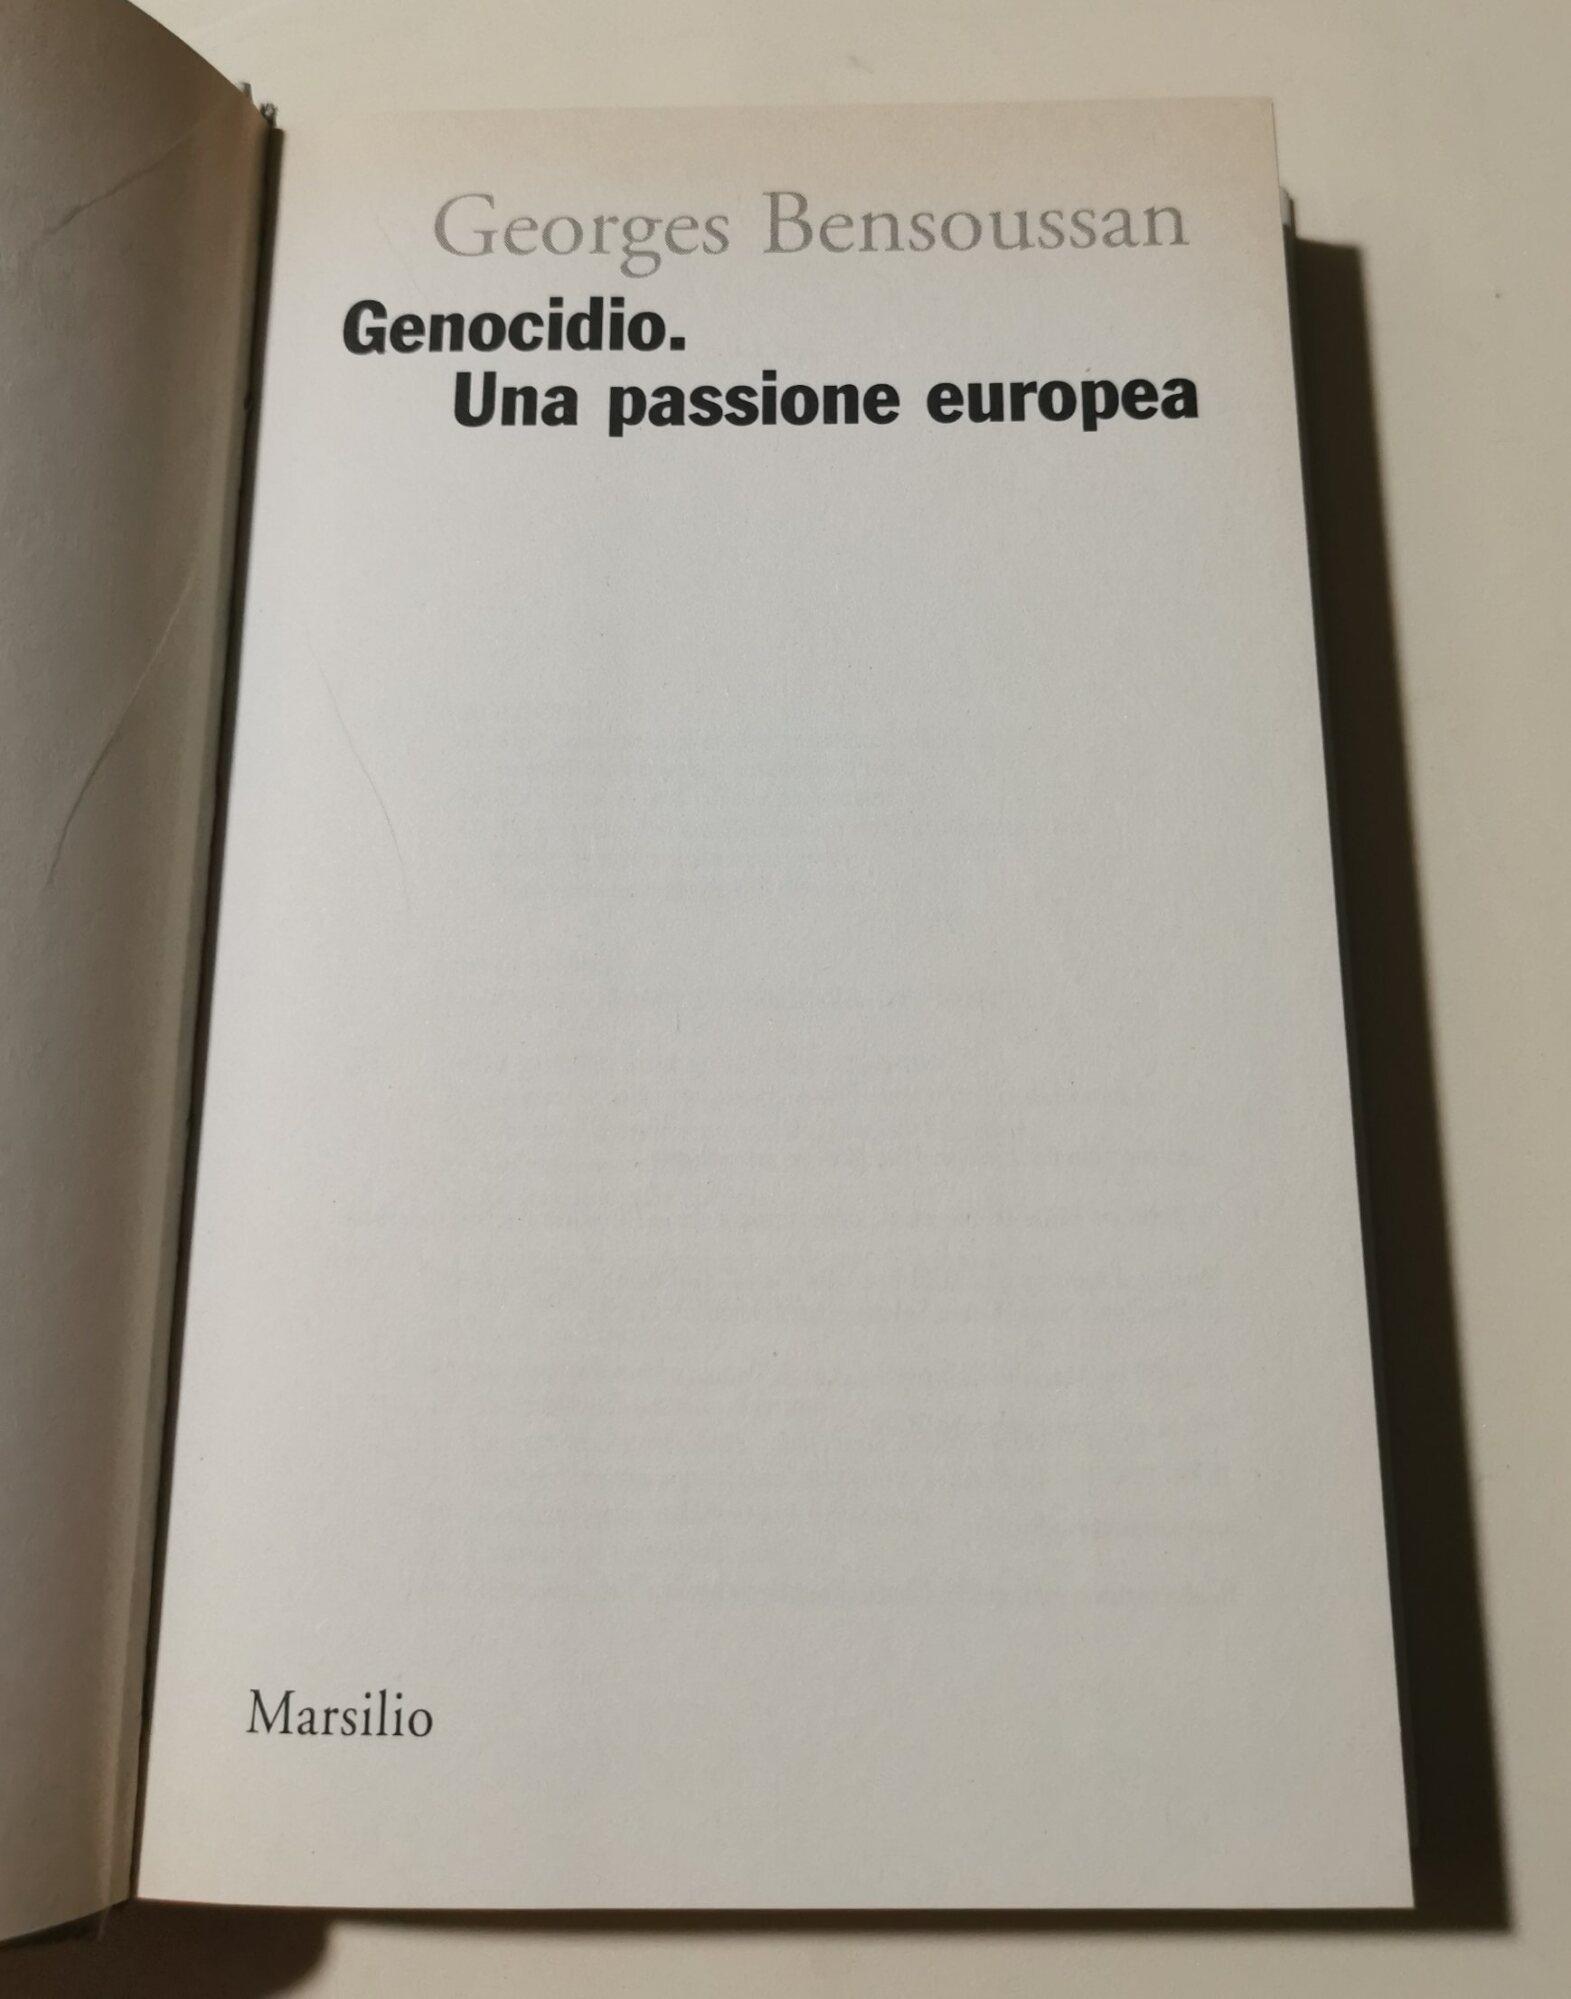 Georges Bensoussan
Genocidio.
Una passione europea
Marsilio